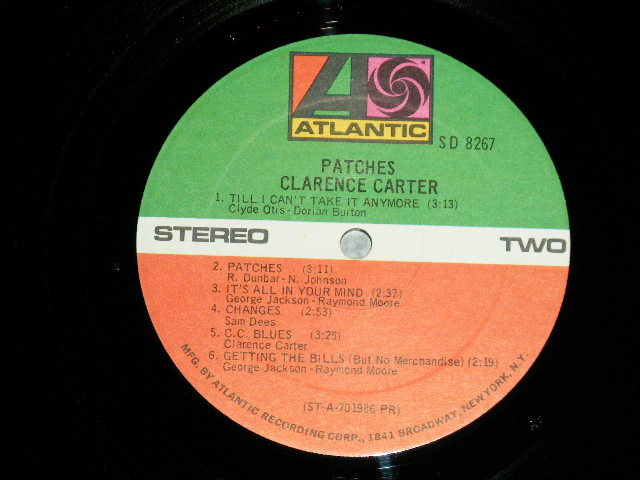 ATLANTIC
SD 8267
PATCHES
CLARENCE CARTER
1. TILL I CAN'T TAKE IT ANYMORE (3:13)
Clyde Otis - Dorian Burton
STEREO TWO
2. PATCHES (3:11)
R. Dunbar - N. Johnson
3. IT'S ALL IN YOUR MIND (2:37)
George Jackson - Raymond Moore
4. CHANGES (2:53)
Sam Dees
5. C.C. BLUES (3:25)
Clarence Carter
6. GETTING THE BILLS (But No Merchandise) (2:19)
George Jackson - Raymond Moore
(ST-A-701986 PR)
MFG. BY ATLANTIC RECORDING CORP., 1841 BROADWAY, NEW YORK, N.Y.